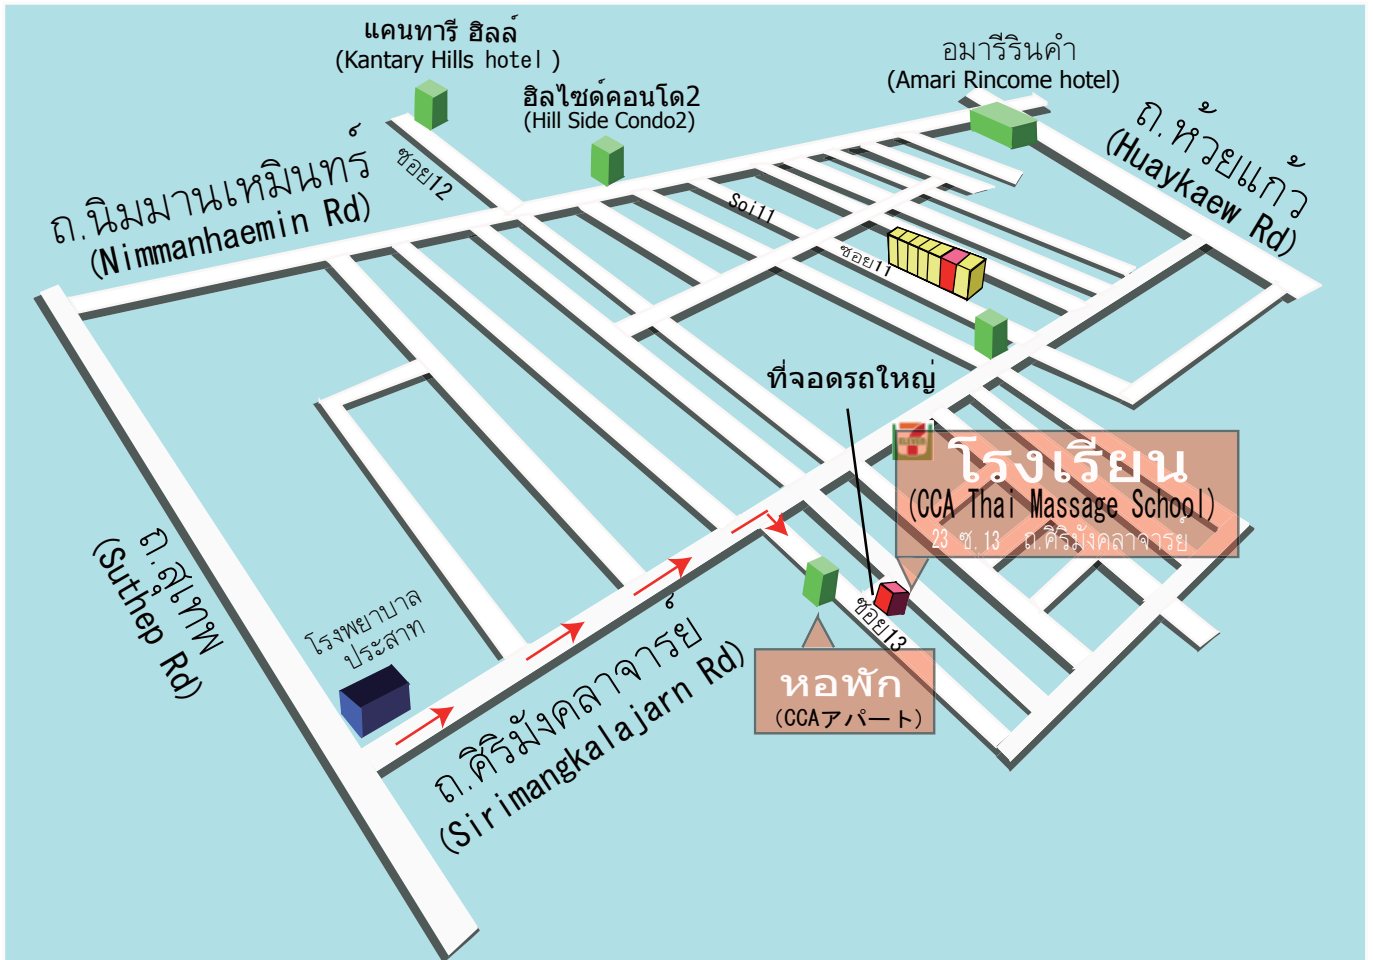 แคนทารี ฮิลล์
(Kantary Hills hotel )
ฮิลไซด์คอนโด2
(Hill Side Condo2)
อมารีรินคำ
(Amari Rincome hotel)
ถ.ห้วยแก้ว
(Huaykaew Rd)
ซอย12
ถ.นิมมานเหมินทร์
(Nimmanhaemin Rd)
Soi11
ซอย11
ที่จอดรถใหญ่
ELEVEN
โรงเรียน
(CCA Thai Massage School)
23 ซ.13 ถ.ศิริมังคลาจารย์
ถ.สุเทพ
(Suthep Rd)
โรงพยาบาล
ประสาท
ซอย13
หอพัก
(CCAアパート)
ถ.ศิริมังคลาจารย์
(Sirimangkalajarn Rd)